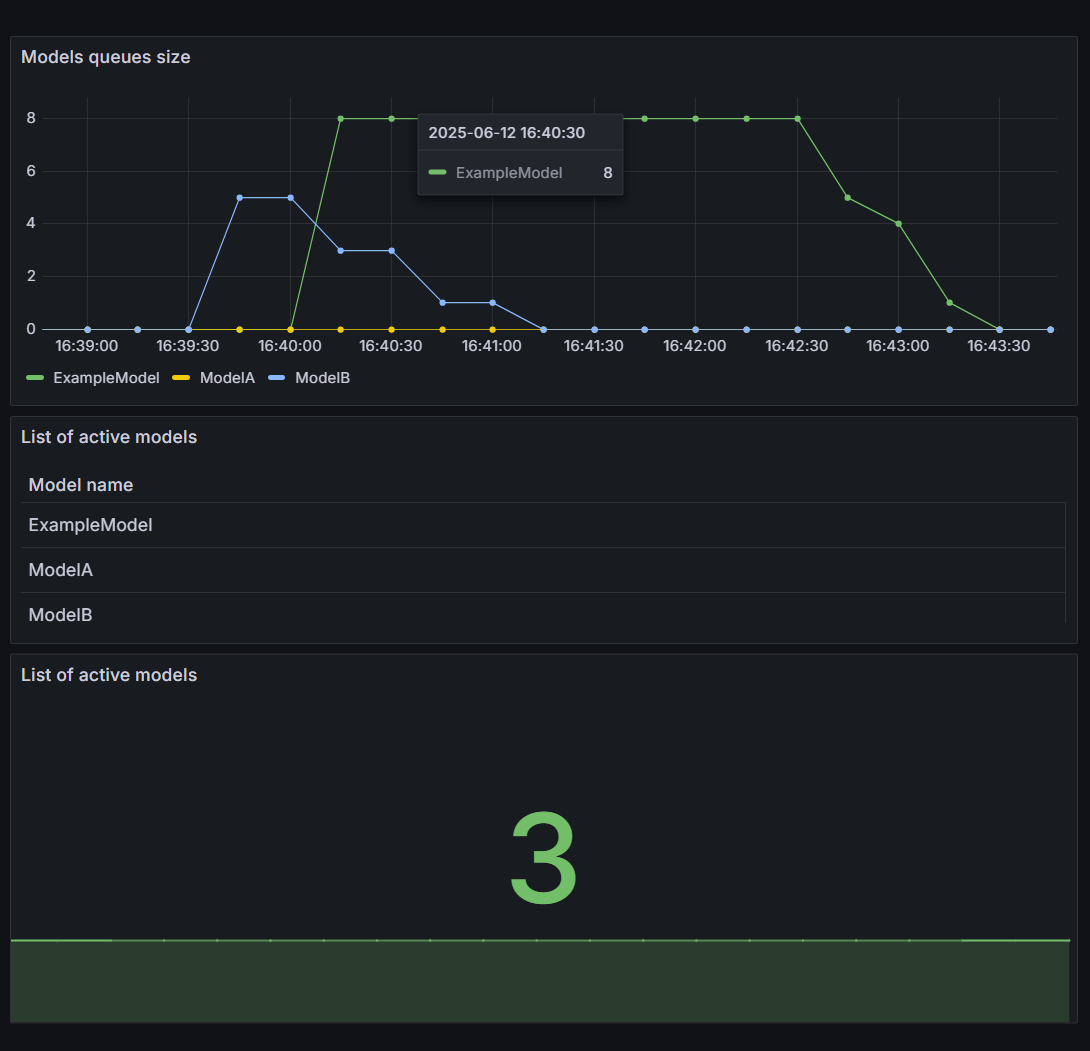 Models queues size
8
2025-06-12 16:40:30
6
ExampleModel 8
4
2
0
16:39:00 16:39:30 16:40:00 16:40:30 16:41:00 16:41:30 16:42:00 16:42:30 16:43:00 16:43:30
ExampleModel ModelA ModelB
List of active models
Model name
ExampleModel
ModelA
ModelB
List of active models
3